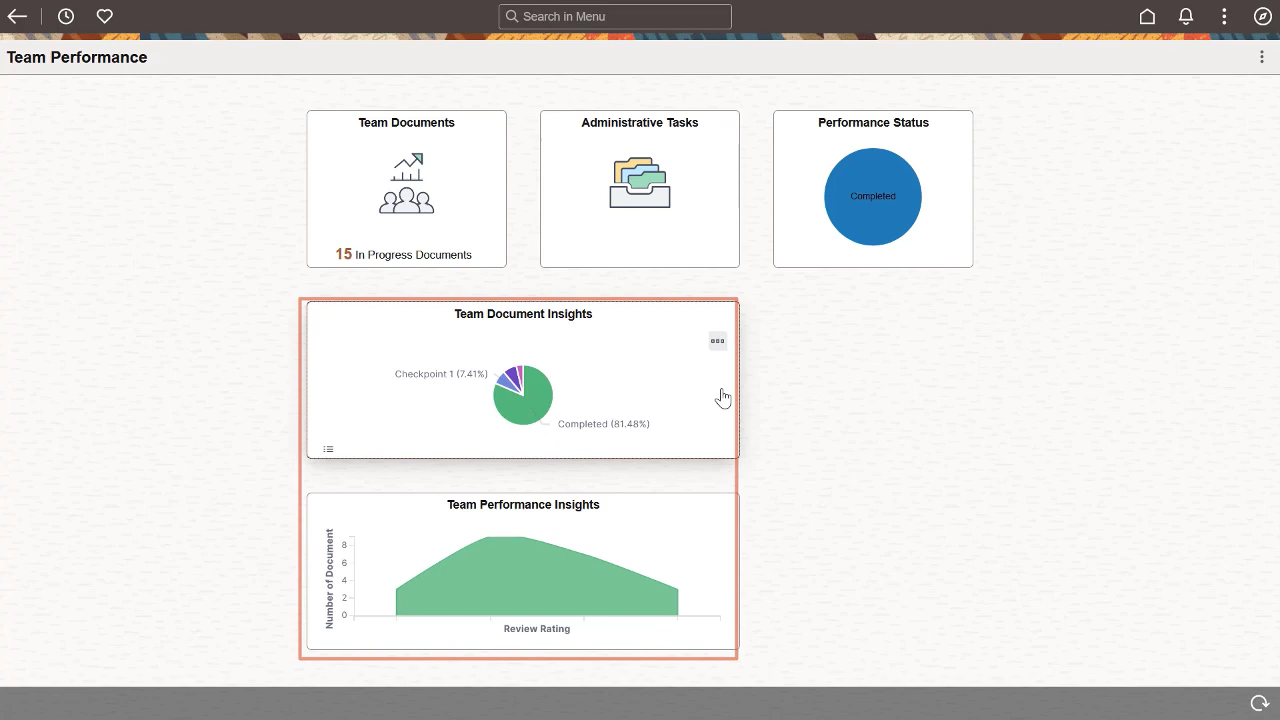 Search in Menu
Team Performance
Team Documents
15 In Progress Documents
Administrative Tasks
Performance Status
Completed
Team Document Insights
Checkpoint 1 (7.41%)
Completed (81.48%)
Team Performance Insights
Number of Document
8
6
4
2
0
Review Rating